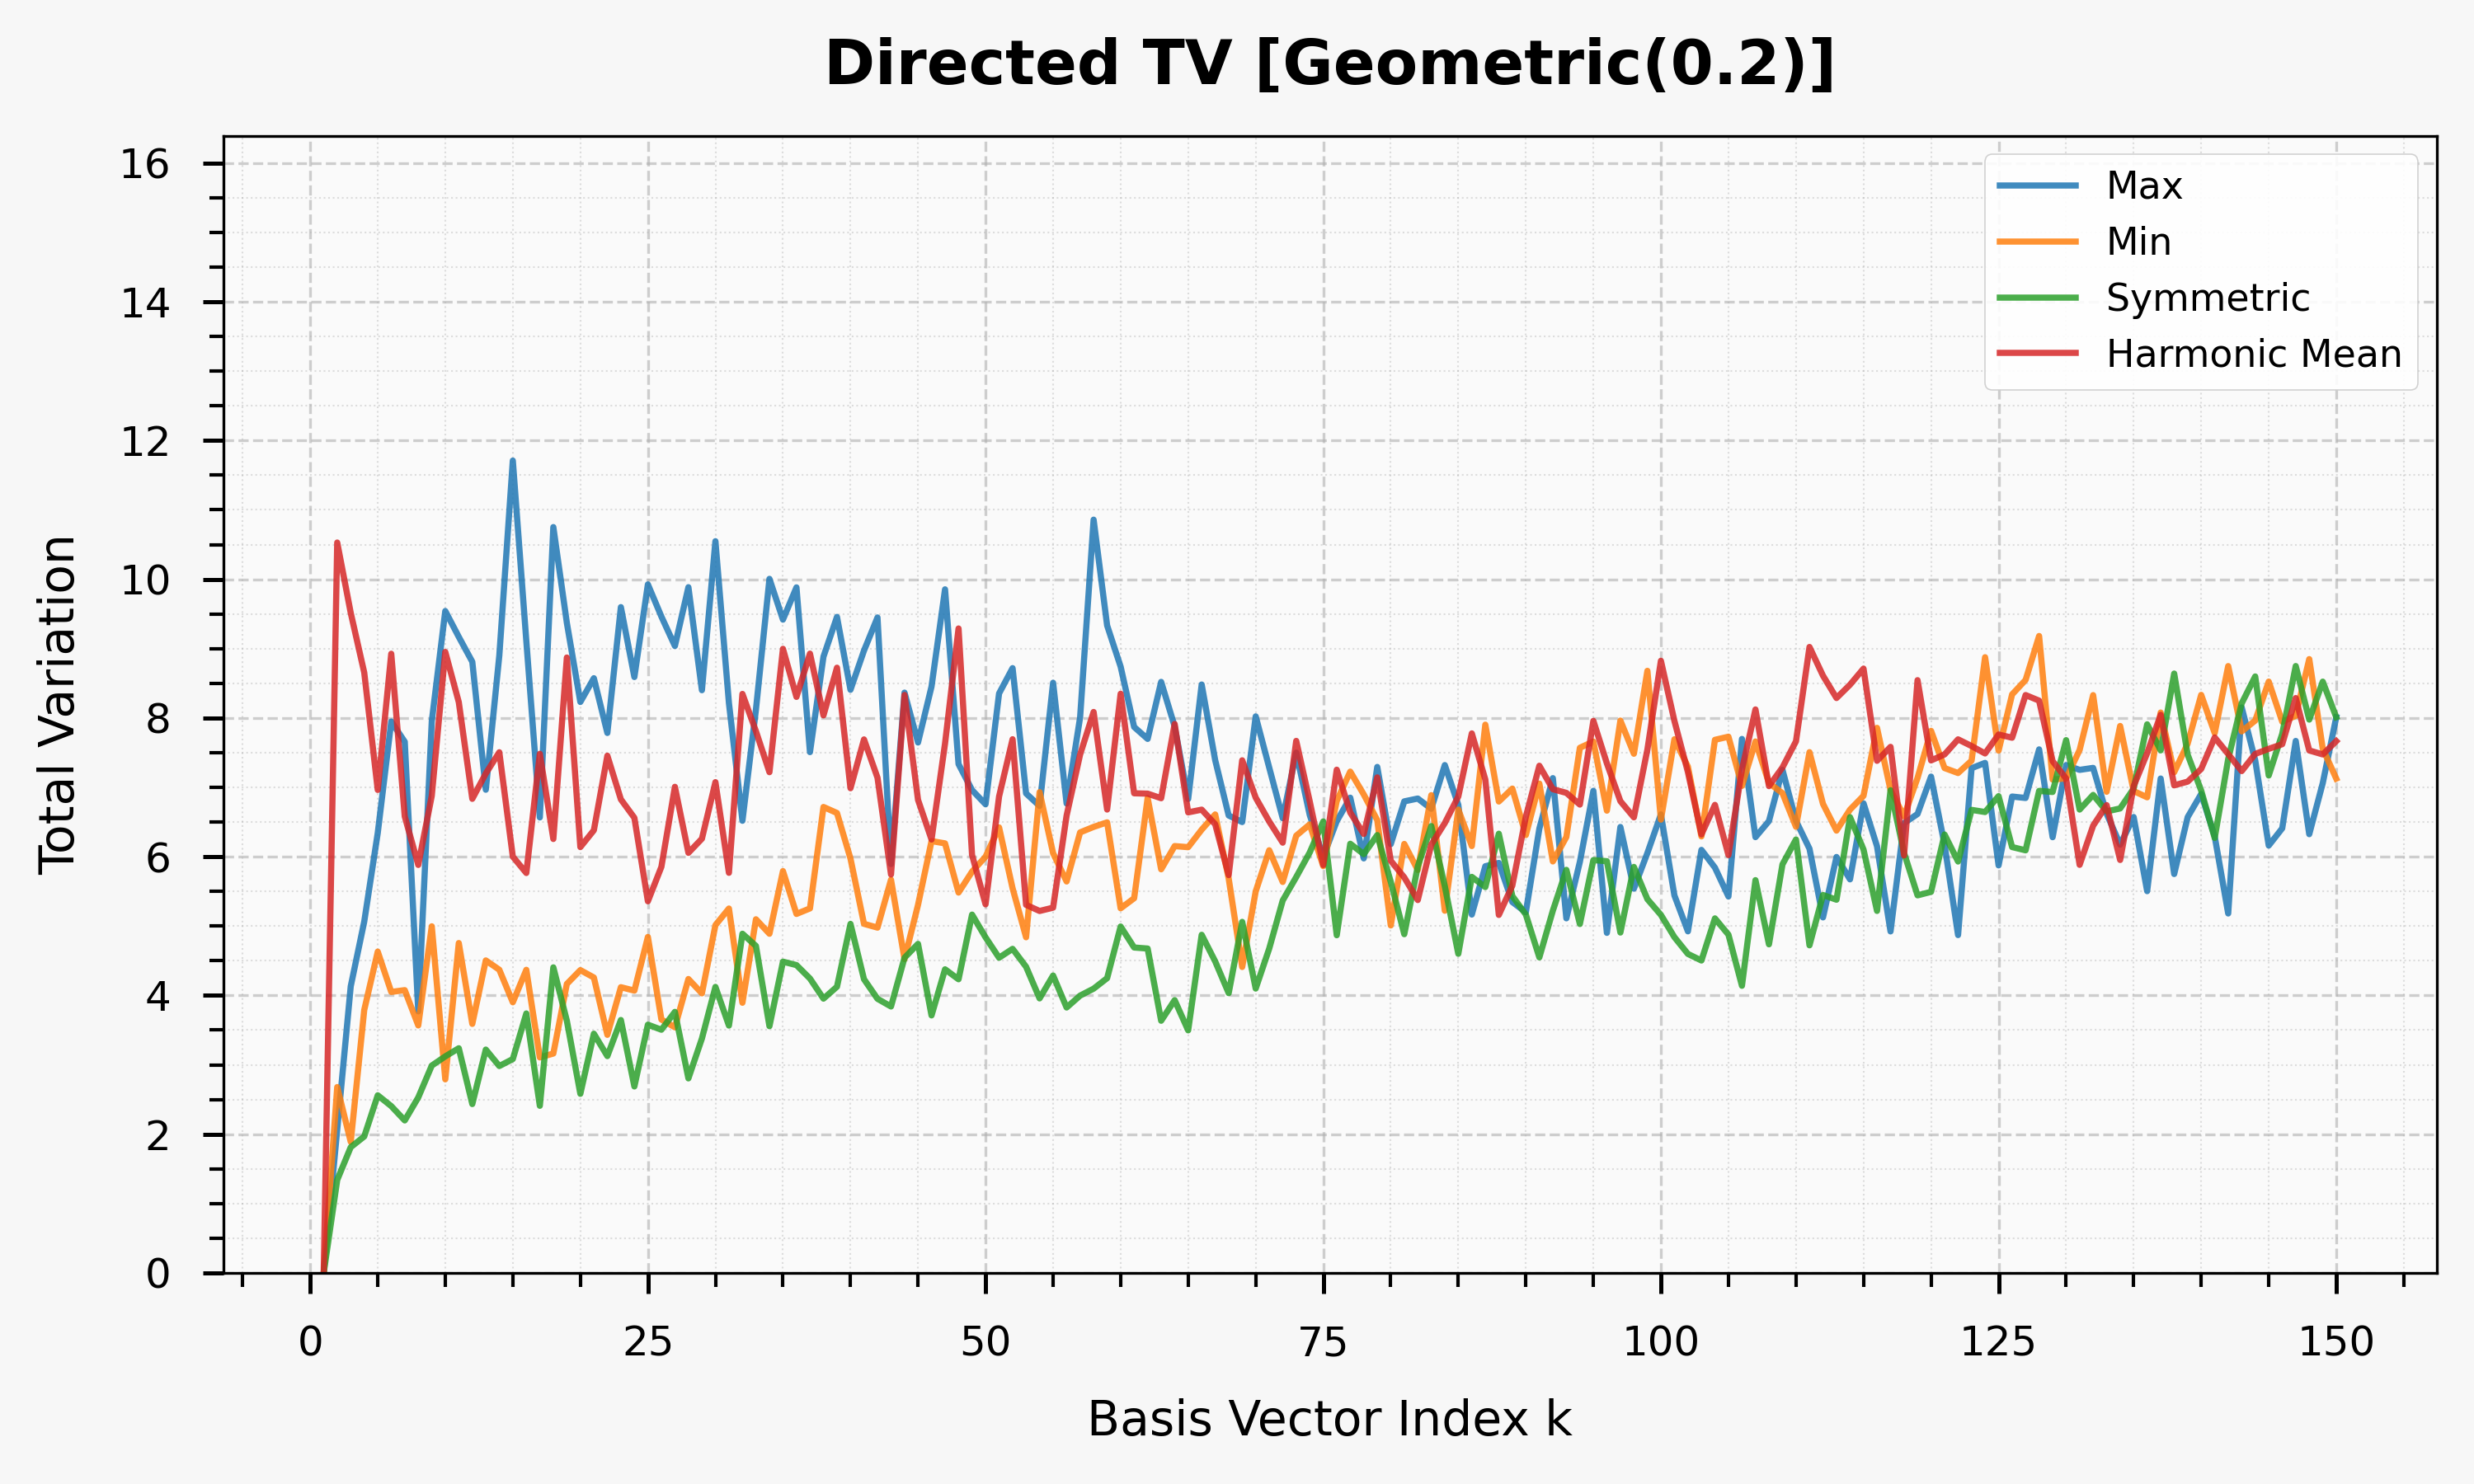 Directed TV [Geometric(0.2)]
16
14
12
10
8
6
4
2
0
Total Variation
Max
Min
Symmetric
Harmonic Mean
0 25 50 75 100 125 150
Basis Vector Index k